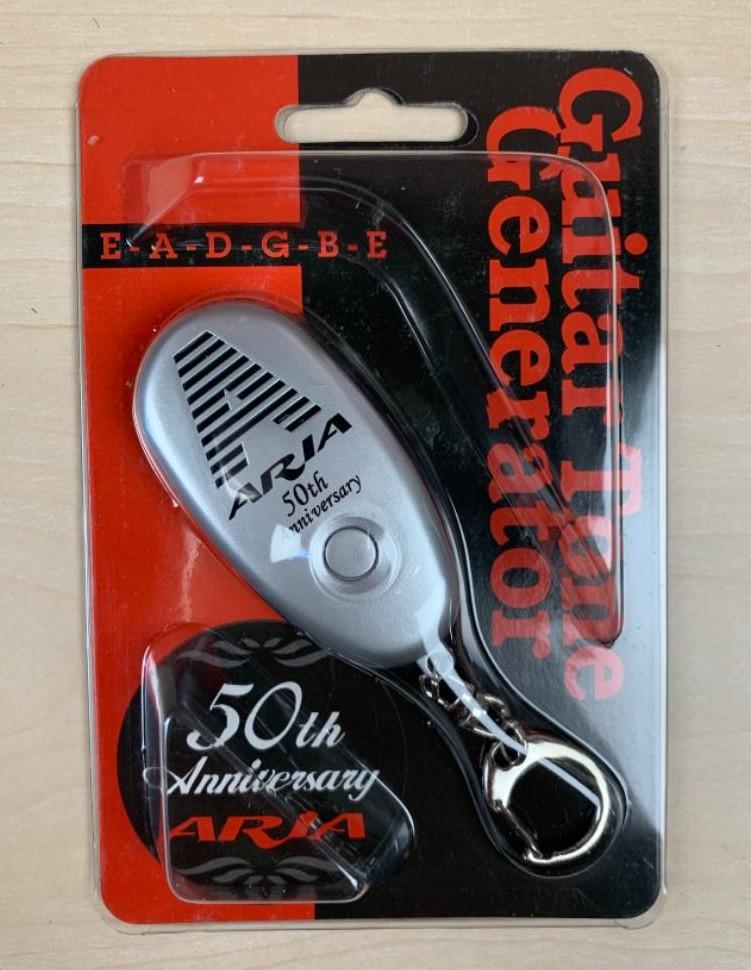 Guitar Tone
Generator
E-A-D-G-B-E
A
ARIA
50th
Anniversary
50th
Anniversary
ARIA